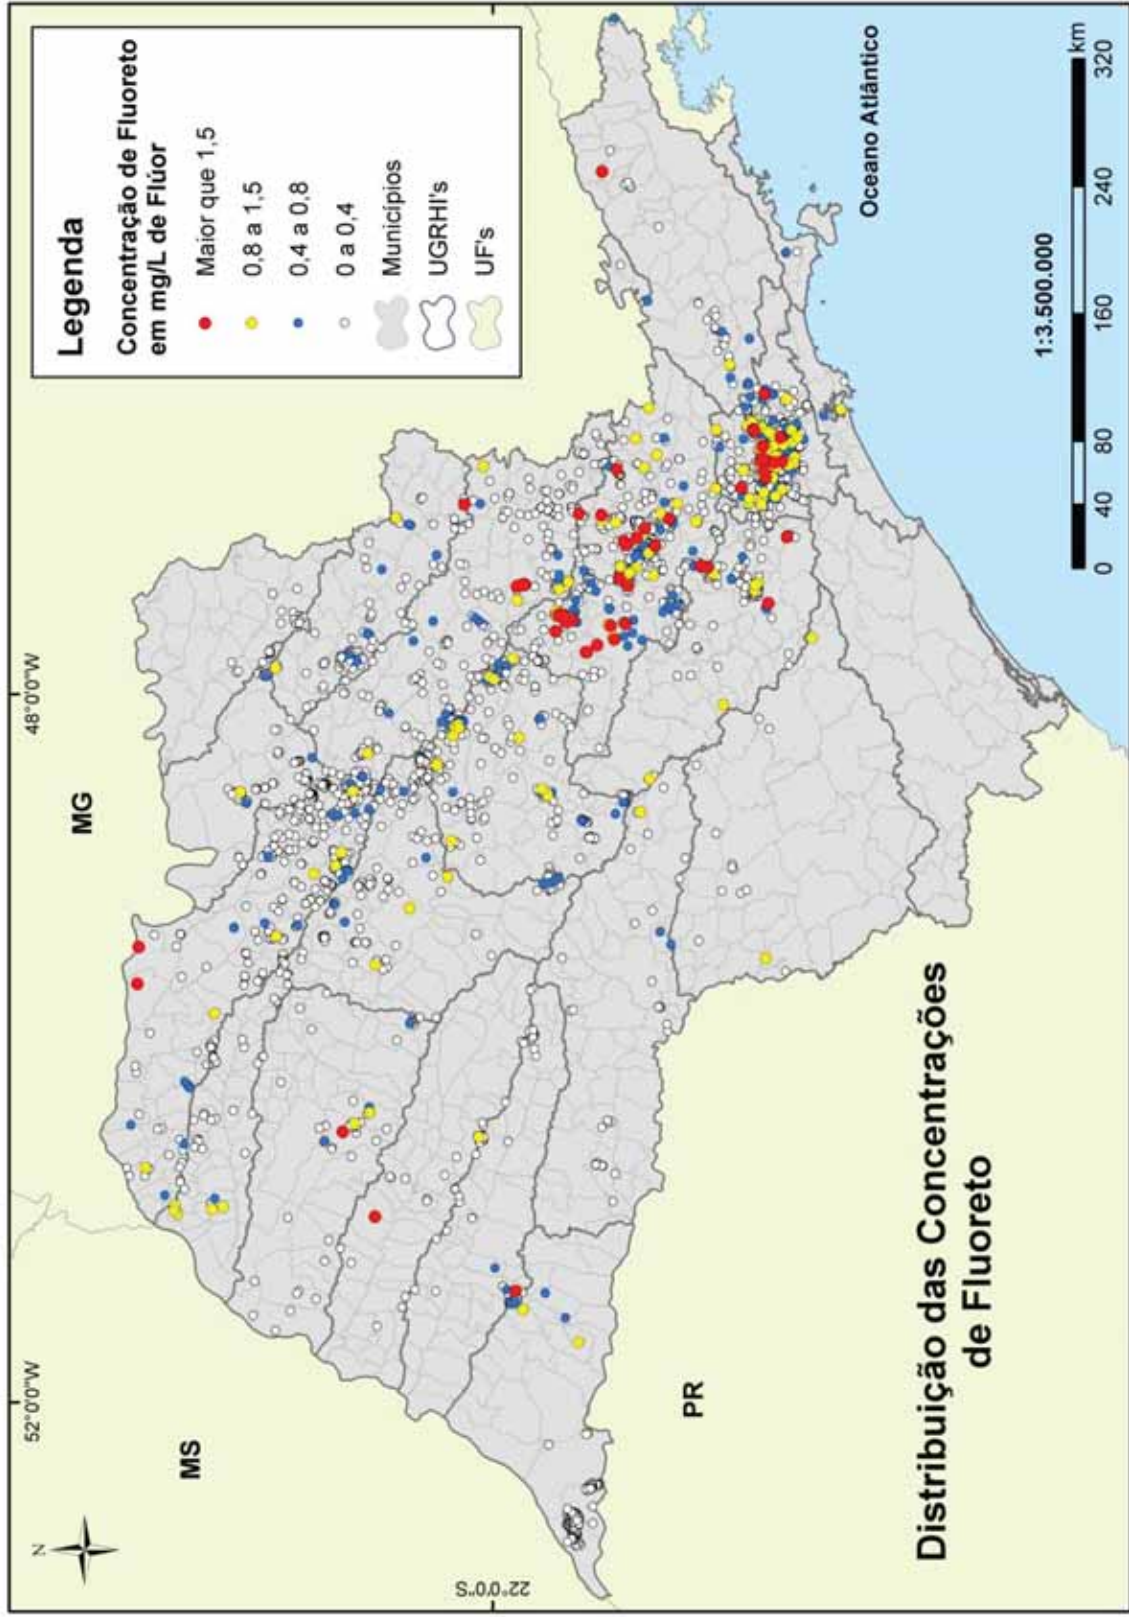 52°0'0"W
48°0'0"W
N
MS
MG
Legenda
Concentração de Fluoreto
em mg/L de Flúor
Maior que 1,5
0,8 a 1,5
0,4 a 0,8
0 a 0,4
Municípios
UGRHI's
UF's
22°0'0"S
PR
Oceano Atlântico
Distribuição das Concentrações
de Fluoreto
1:3.500.000
0 40 80 160 240 320
km